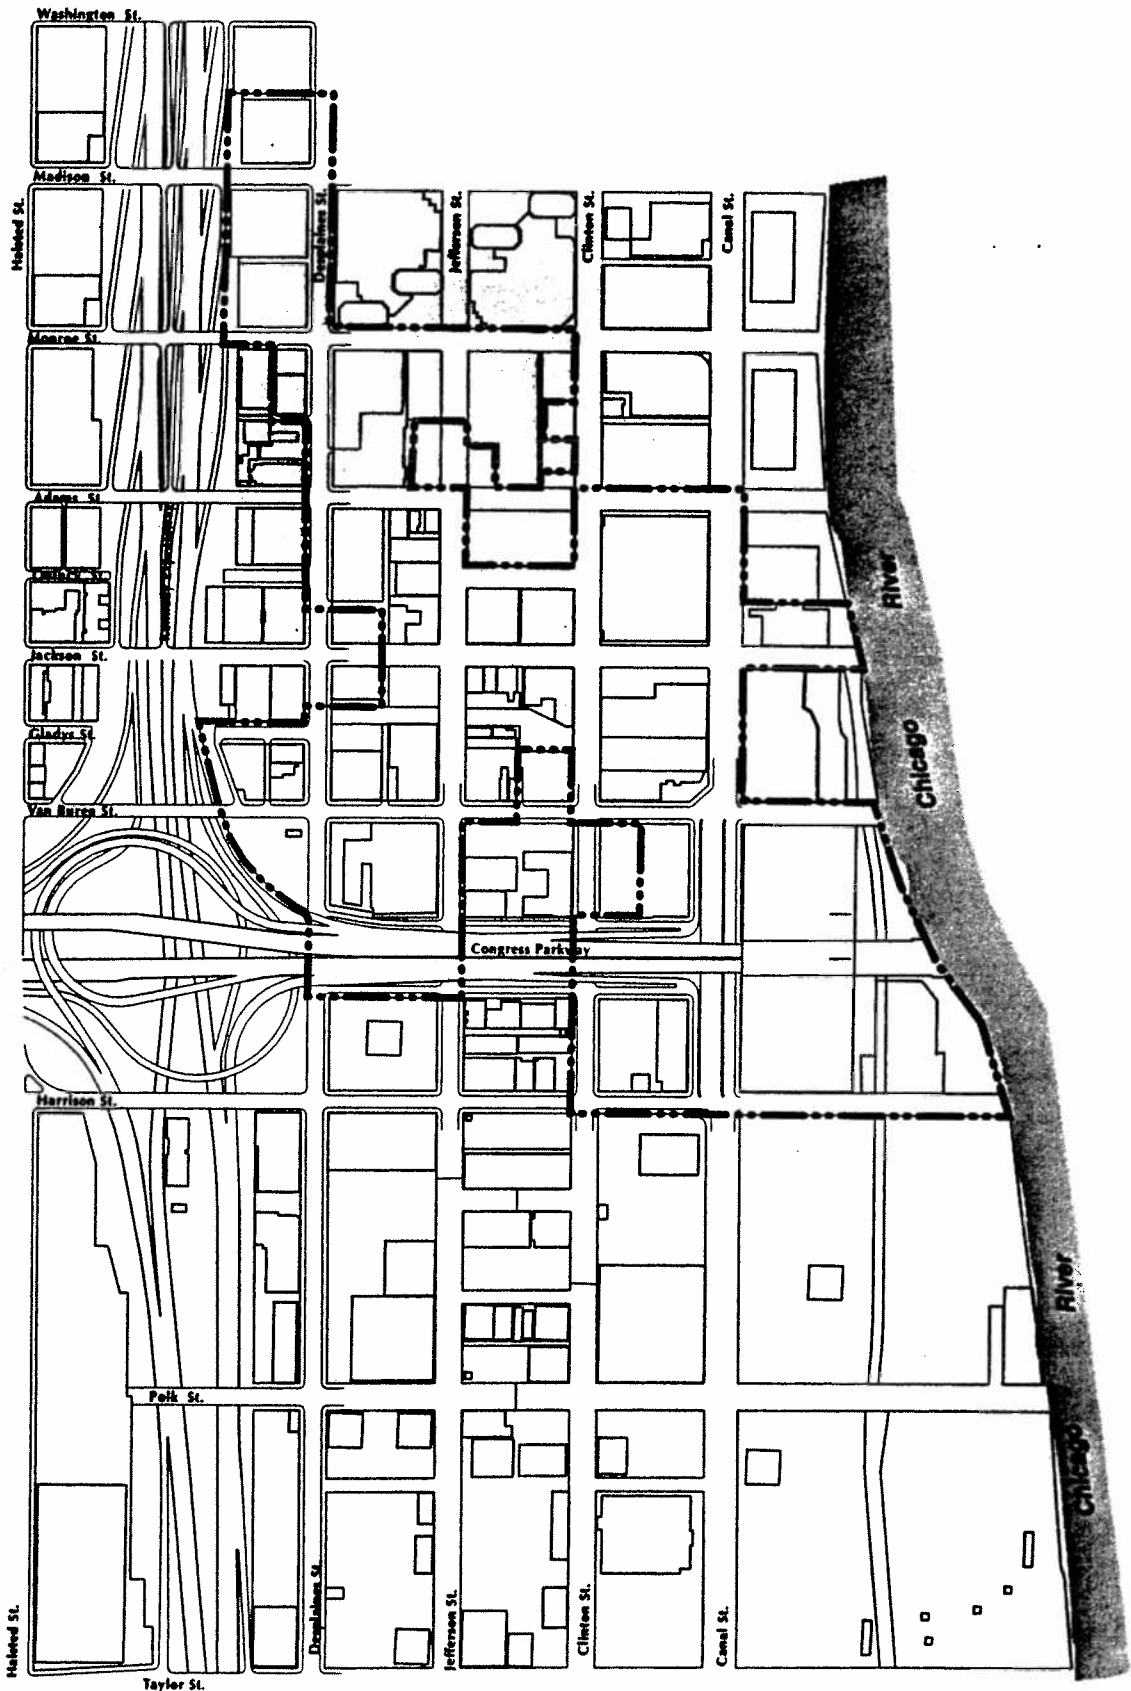 Washington St.
Madison St.
Halsted St.
Desplaines St.
Jefferson St.
Clinton St.
Canal St.
Monroe St.
Adams St.
River
Jackson St.
Gladys St.
Chicago
Van Buren St.
Congress Parkway
Harrison St.
River
Polk St.
Chicago
Halsted St.
Desplaines St.
Jefferson St.
Clinton St.
Canal St.
Taylor St.